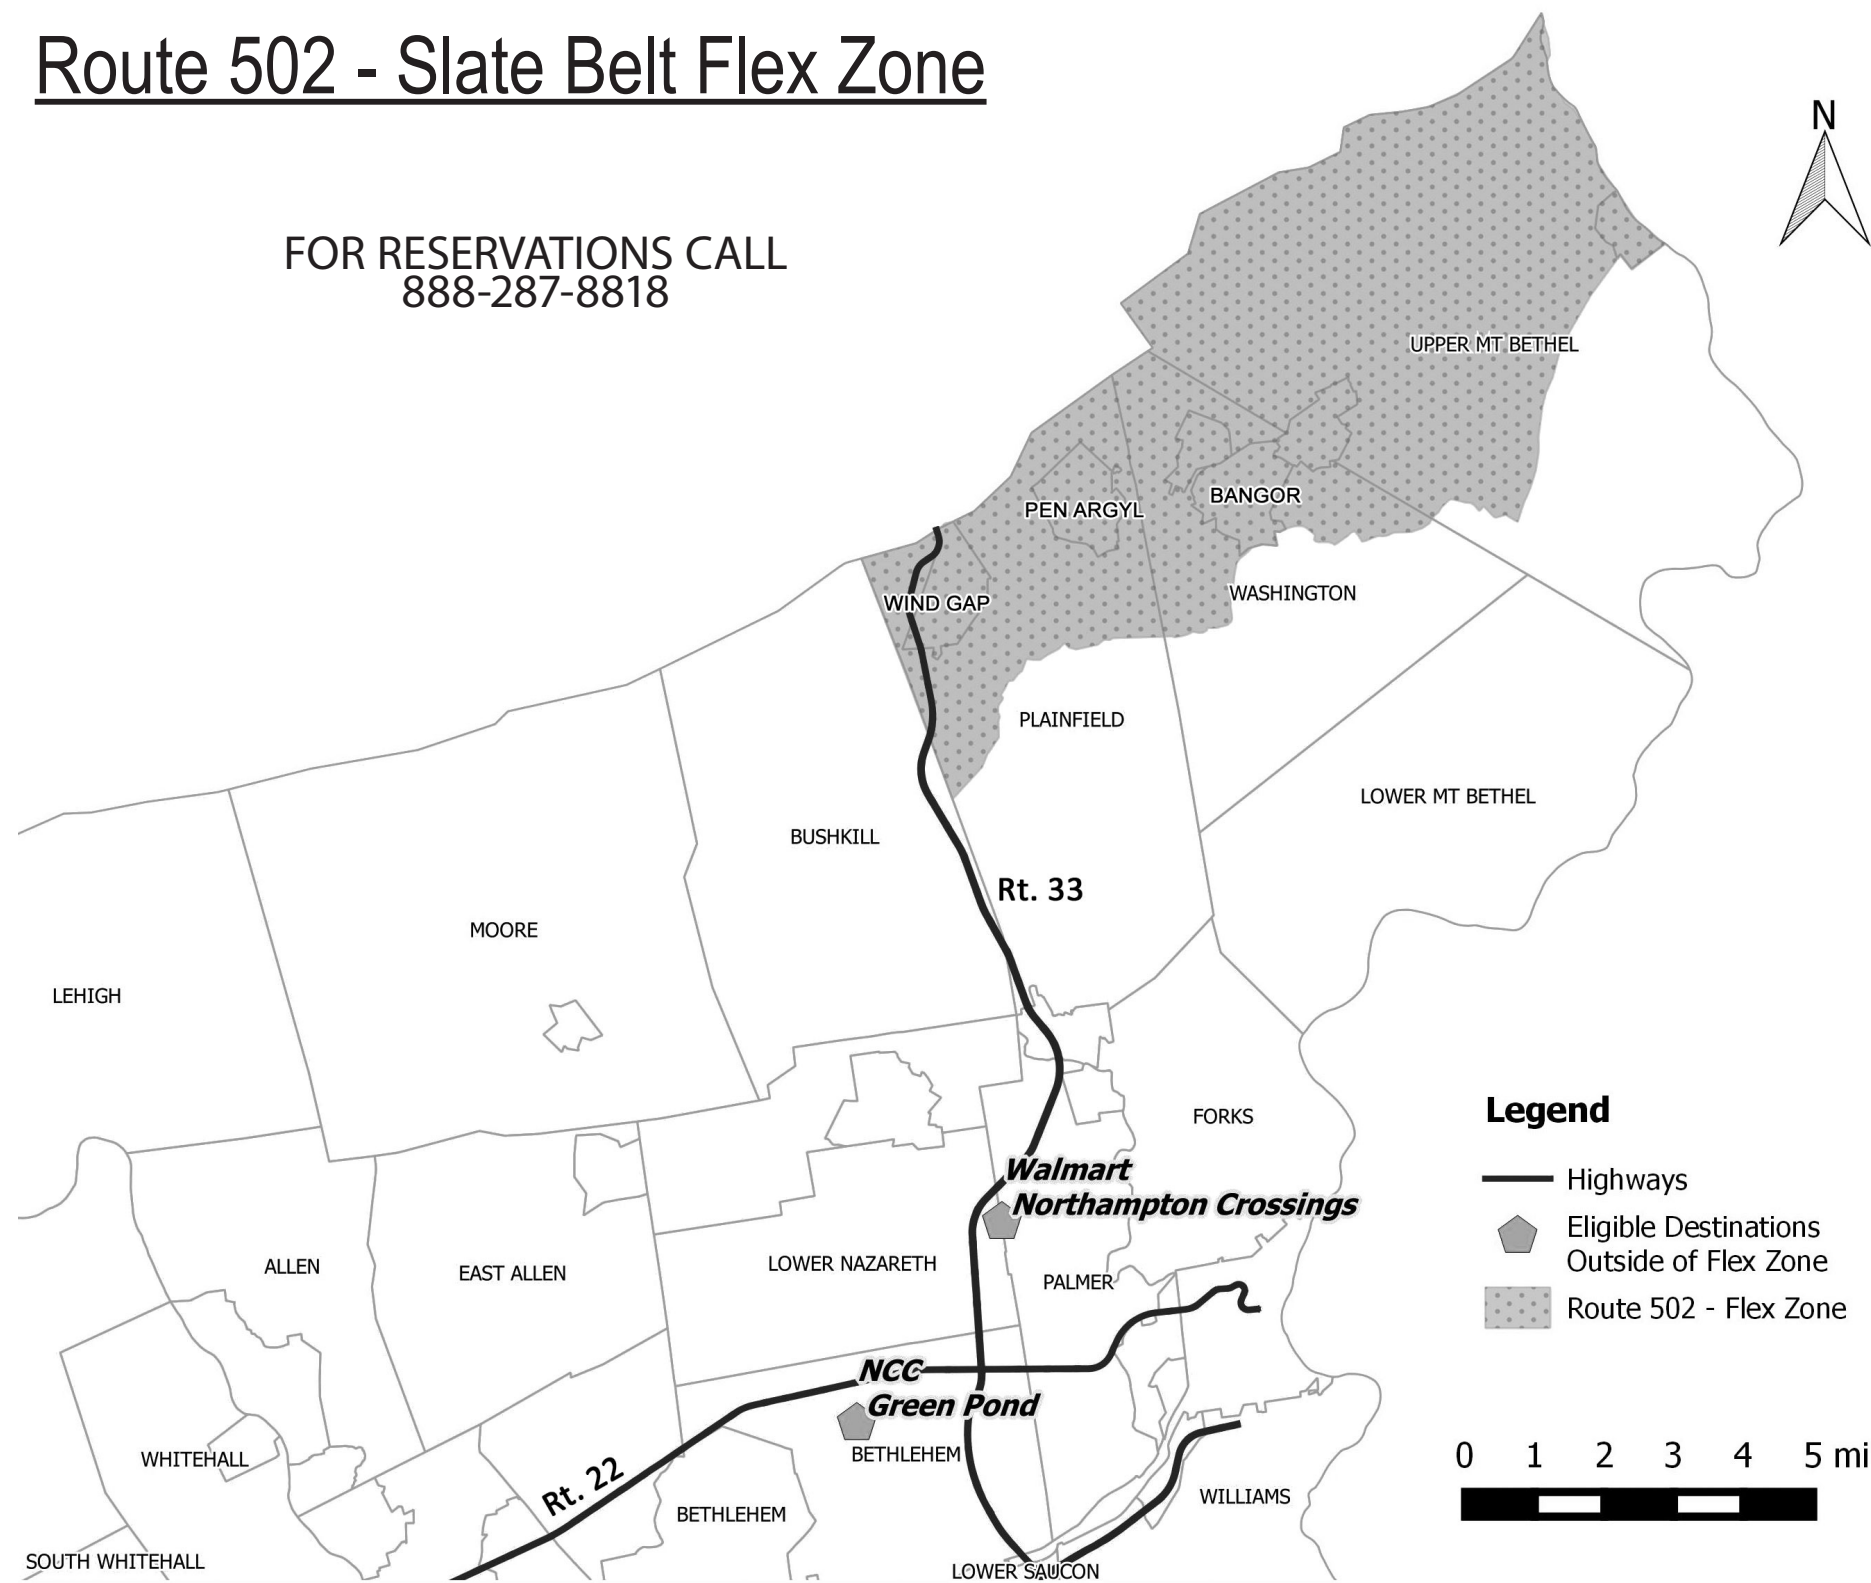 Route 502 - Slate Belt Flex Zone
N
FOR RESERVATIONS CALL
888-287-8818
UPPER MT BETHEL
BANGOR
PEN ARGYL
WASHINGTON
WIND GAP
PLAINFIELD
LOWER MT BETHEL
BUSHKILL
Rt. 33
MOORE
LEHIGH
FORKS
Walmart
Northampton Crossings
ALLEN
EAST ALLEN
LOWER NAZARETH
PALMER
NCC
Green Pond
WHITEHALL
BETHLEHEM
Rt. 22
BETHLEHEM
WILLIAMS
SOUTH WHITEHALL
LOWER SAUCON
Legend
Highways
Eligible Destinations
Outside of Flex Zone
Route 502 - Flex Zone
0 1 2 3 4 5 mi